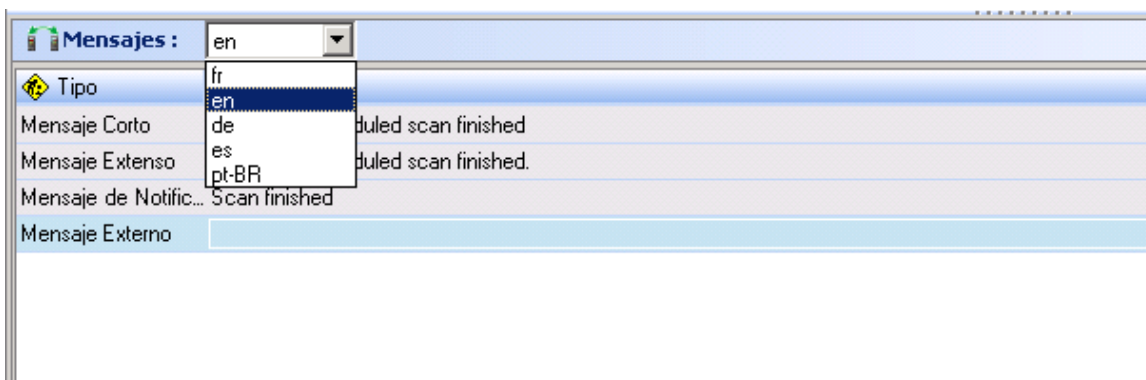 Mensajes : en
fr
Tipo
en
Mensaje Corto de duled scan finished
es
Mensaje Extenso duled scan finished.
pt-BR
Mensaje de Notific... Scan finished
Mensaje Externo